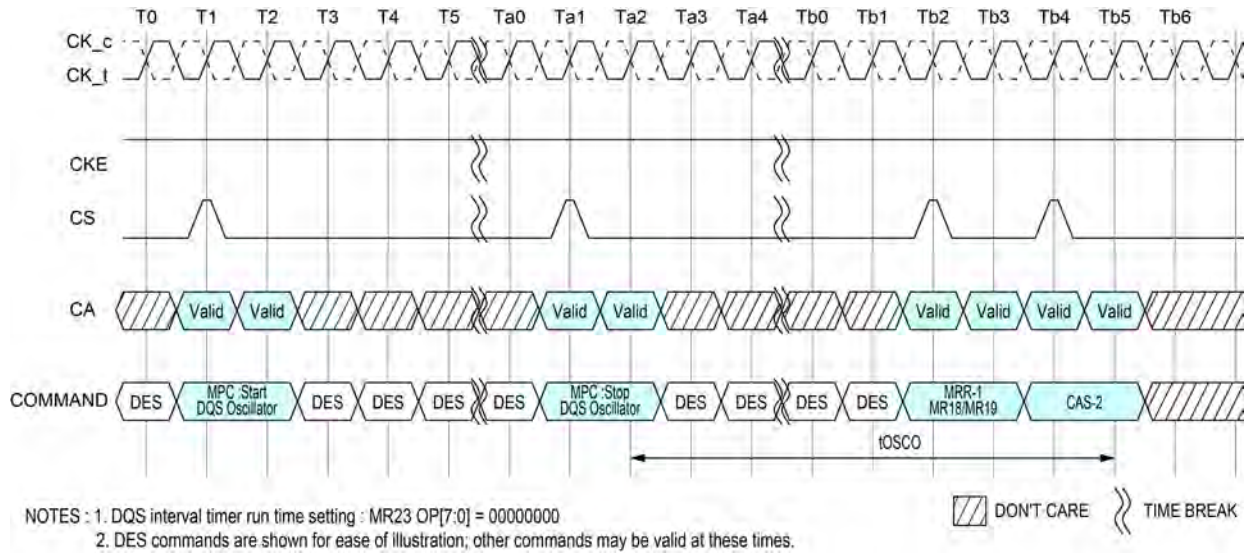 T0 T1 T2 T3 T4 T5 Ta0 Ta1 Ta2 Ta3 Ta4 Tb0 Tb1 Tb2 Tb3 Tb4 Tb5 Tb6
CK_c
CK_t
CKE
CS
CA Valid Valid Valid Valid Valid Valid Valid Valid
COMMAND DES MPC :Start DES DES DES DES MPC :Stop DES DES DES DES MRR-1 CAS-2
DQS Oscillator DQS Oscillator MR18/MR19
tOSCO
NOTES : 1. DQS interval timer run time setting : MR23 OP[7:0] = 00000000
2. DES commands are shown for ease of illustration; other commands may be valid at these times.
DON'T CARE TIME BREAK